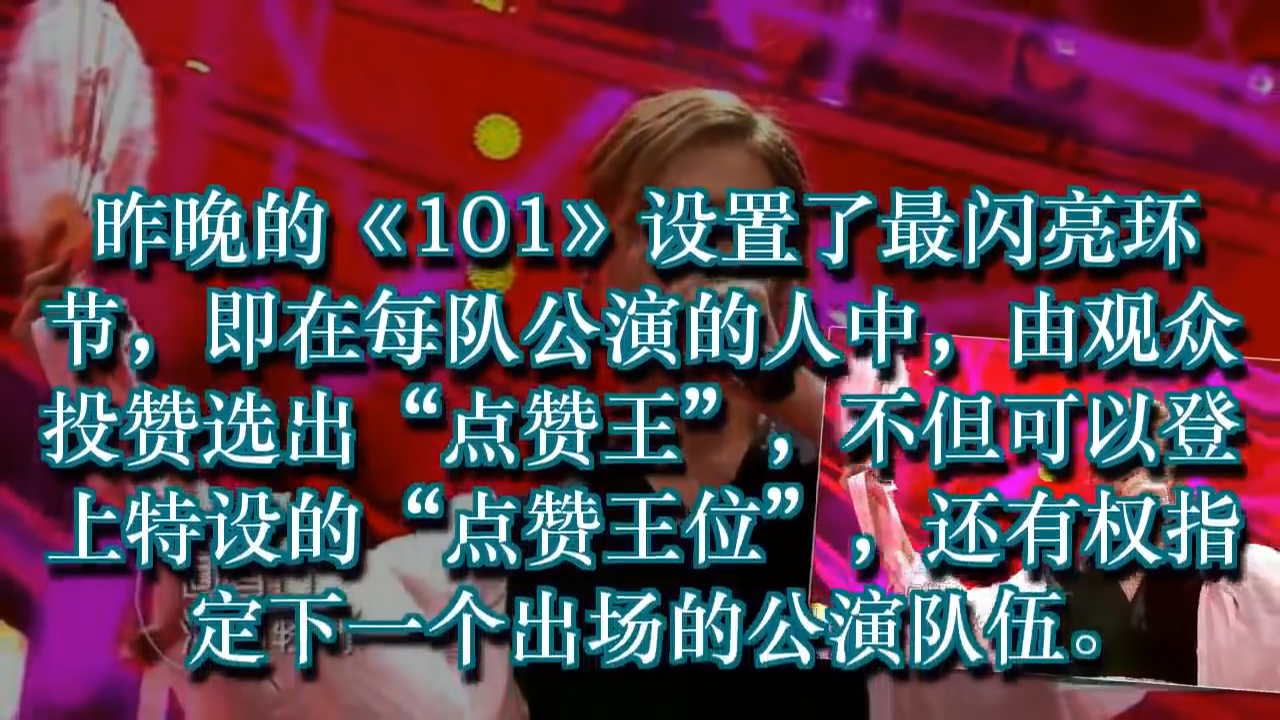 昨晚的《101》设置了最闪亮环
节，即在每队公演的人中，由观众
投赞选出“点赞王”，不但可以登
上特设的“点赞王位”，还有权指
定下一个出场的公演队伍。